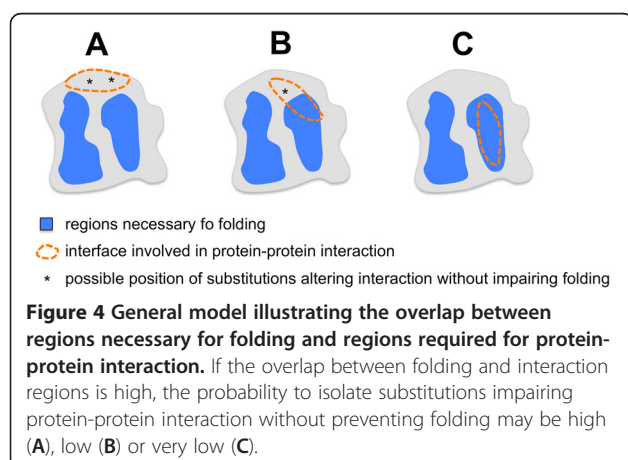 A B C
* * *
regions necessary fo folding
interface involved in protein-protein interaction
* possible position of substitutions altering interaction without impairing folding
Figure 4 General model illustrating the overlap between
regions necessary for folding and regions required for protein-
protein interaction. If the overlap between folding and interaction
regions is high, the probability to isolate substitutions impairing
protein-protein interaction without preventing folding may be high
(A), low (B) or very low (C).